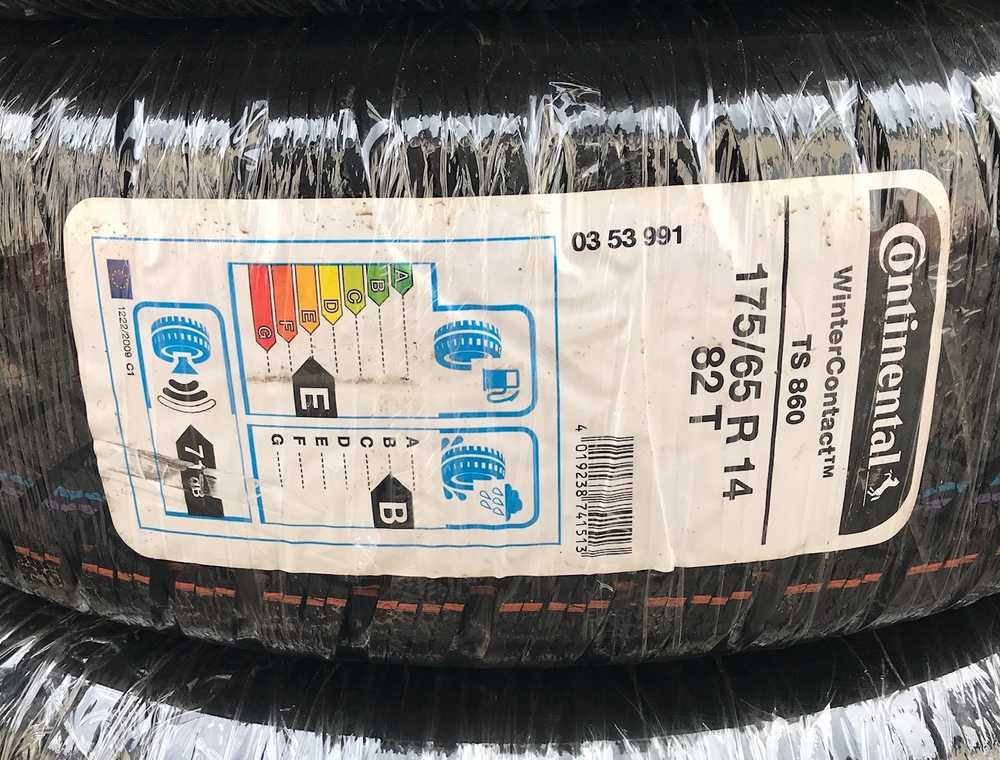 Continental
WinterContact™
TS 860
175/65 R 14
82 T
03 53 991
4 019238 741513
A
B
C
D
E
F
G
E
A
B
C
D
E
F
G
B
71 dB
1222/2009 C1